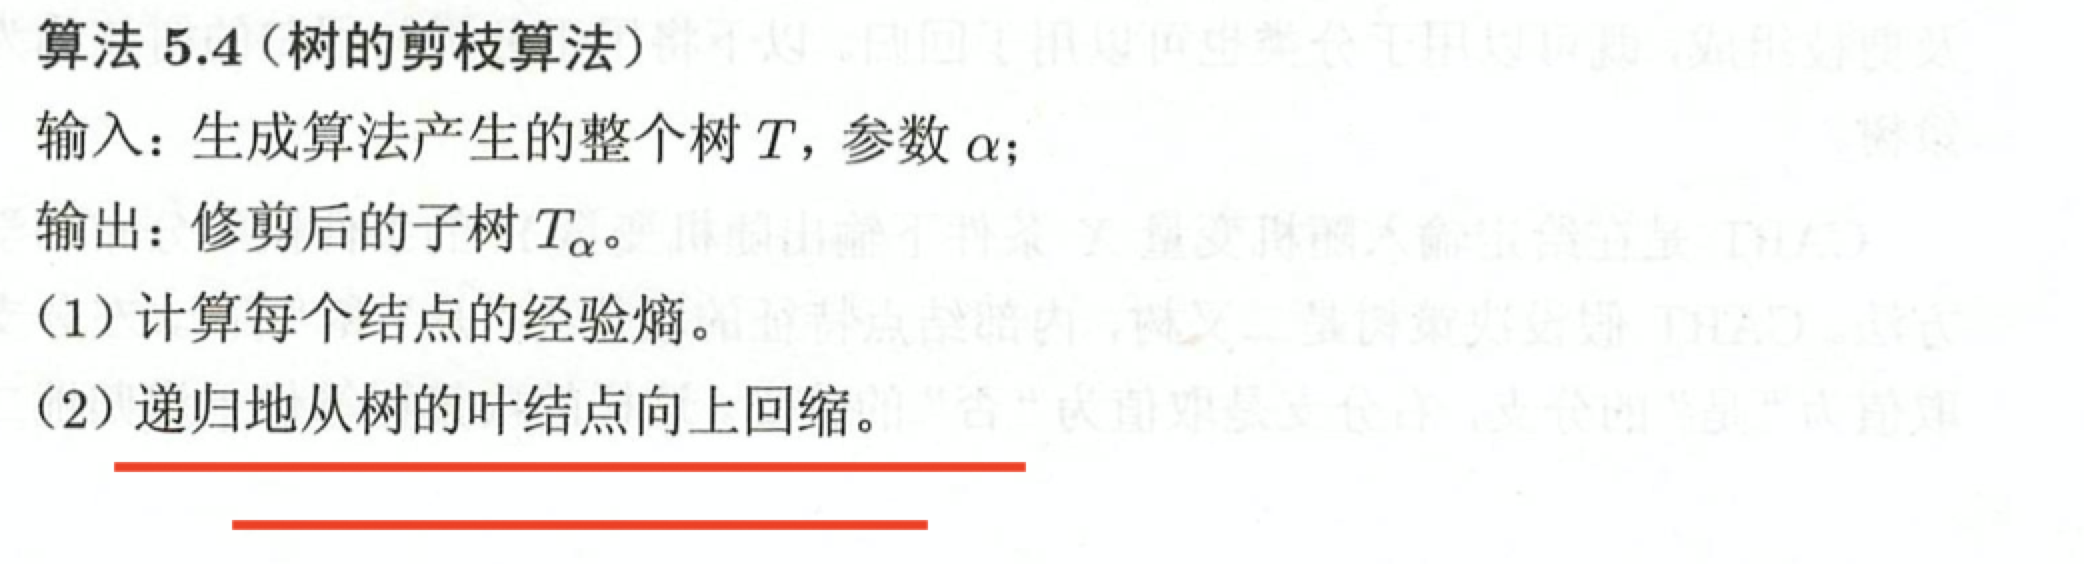 算法 5.4（树的剪枝算法）
输入：生成算法产生的整个树 T，参数 α；
输出：修剪后的子树 Tα。
（1）计算每个结点的经验熵。
（2）递归地从树的叶结点向上回缩。